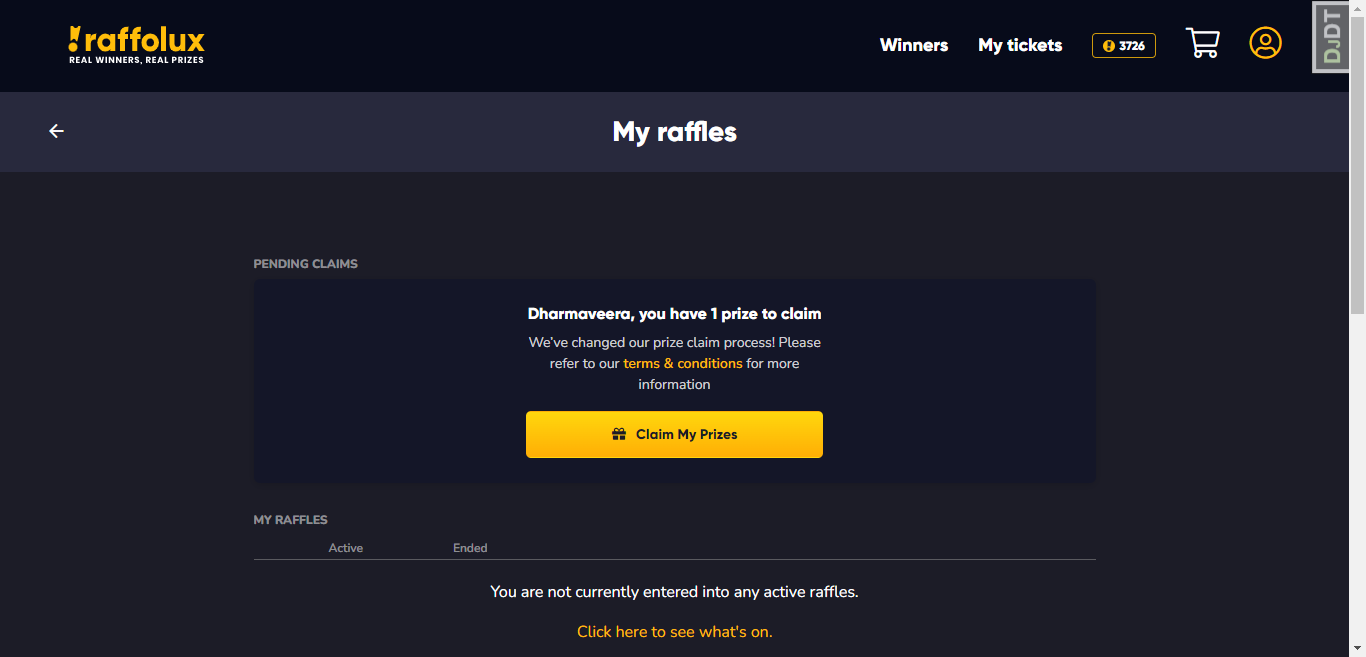 raffolux
REAL WINNERS, REAL PRIZES
Winners
My tickets
3726
DJDT
My raffles
PENDING CLAIMS
Dharmaveera, you have 1 prize to claim
We've changed our prize claim process! Please
refer to our terms & conditions for more
information
Claim My Prizes
MY RAFFLES
Active
Ended
You are not currently entered into any active raffles.
Click here to see what's on.